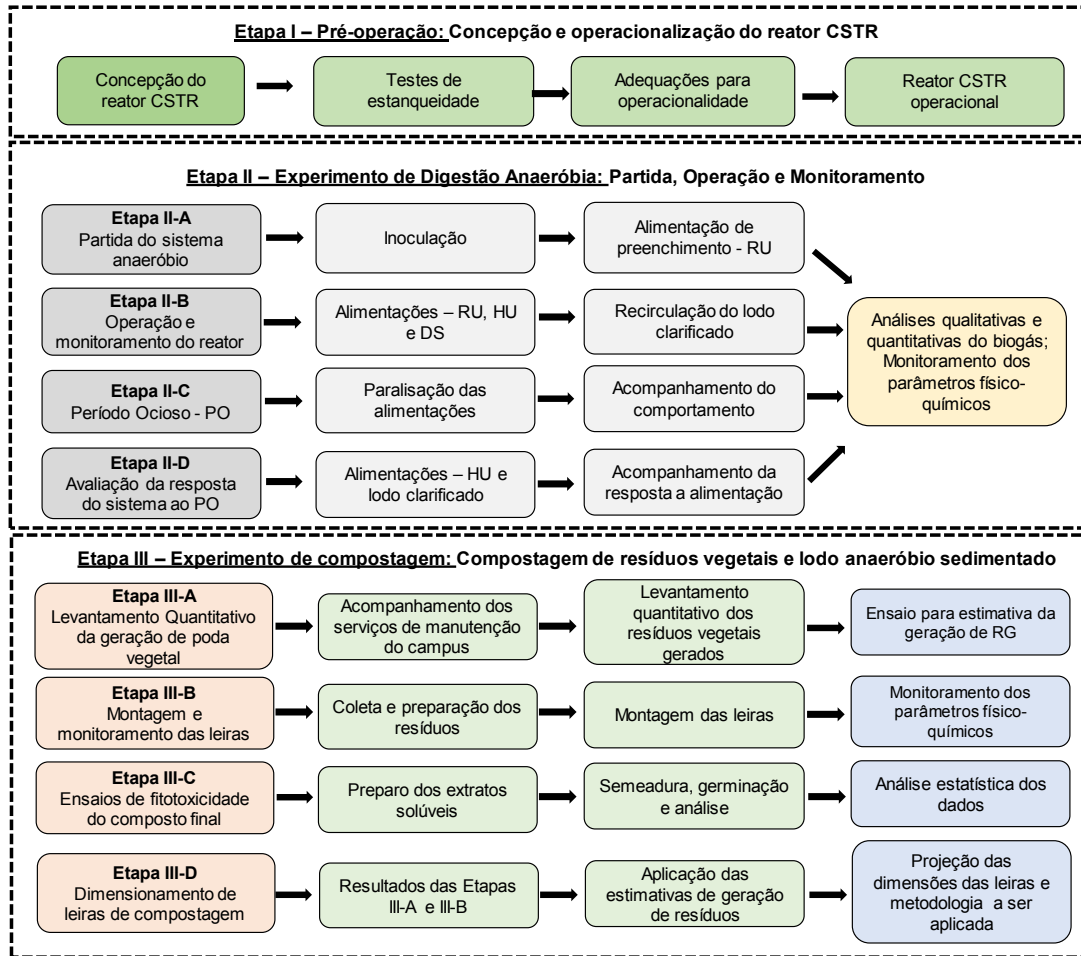 Etapa I – Pré-operação: Concepção e operacionalização do reator CSTR
Concepção do
reator CSTR
Testes de
estanqueidade
Adequações para
operacionalidade
Reator CSTR
operacional
Etapa II – Experimento de Digestão Anaeróbia: Partida, Operação e Monitoramento
Etapa II-A
Partida do sistema
anaeróbio
Inoculação
Alimentação de
preenchimento - RU
Etapa II-B
Operação e
monitoramento do reator
Alimentações – RU, HU
e DS
Recirculação do lodo
clarificado
Etapa II-C
Período Ocioso - PO
Paralisação das
alimentações
Acompanhamento do
comportamento
Etapa II-D
Avaliação da resposta
do sistema ao PO
Alimentações – HU e
lodo clarificado
Acompanhamento da
resposta a alimentação
Análises qualitativas e
quantitativas do biogás;
Monitoramento dos
parâmetros físico-
químicos
Etapa III – Experimento de compostagem: Compostagem de resíduos vegetais e lodo anaeróbio sedimentado
Etapa III-A
Levantamento Quantitativo
da geração de poda
vegetal
Acompanhamento dos
serviços de manutenção
do campus
Levantamento
quantitativo dos
resíduos vegetais
gerados
Ensaio para estimativa da
geração de RG
Etapa III-B
Montagem e
monitoramento das leiras
Coleta e preparação dos
resíduos
Montagem das leiras
Monitoramento dos
parâmetros físico-
químicos
Etapa III-C
Ensaios de fitotoxicidade
do composto final
Preparo dos extratos
solúveis
Semeadura, germinação
e análise
Análise estatística dos
dados
Etapa III-D
Dimensionamento de
leiras de compostagem
Resultados das Etapas
III-A e III-B
Aplicação das
estimativas de geração
de resíduos
Projeção das
dimensões das leiras e
metodologia a ser
aplicada